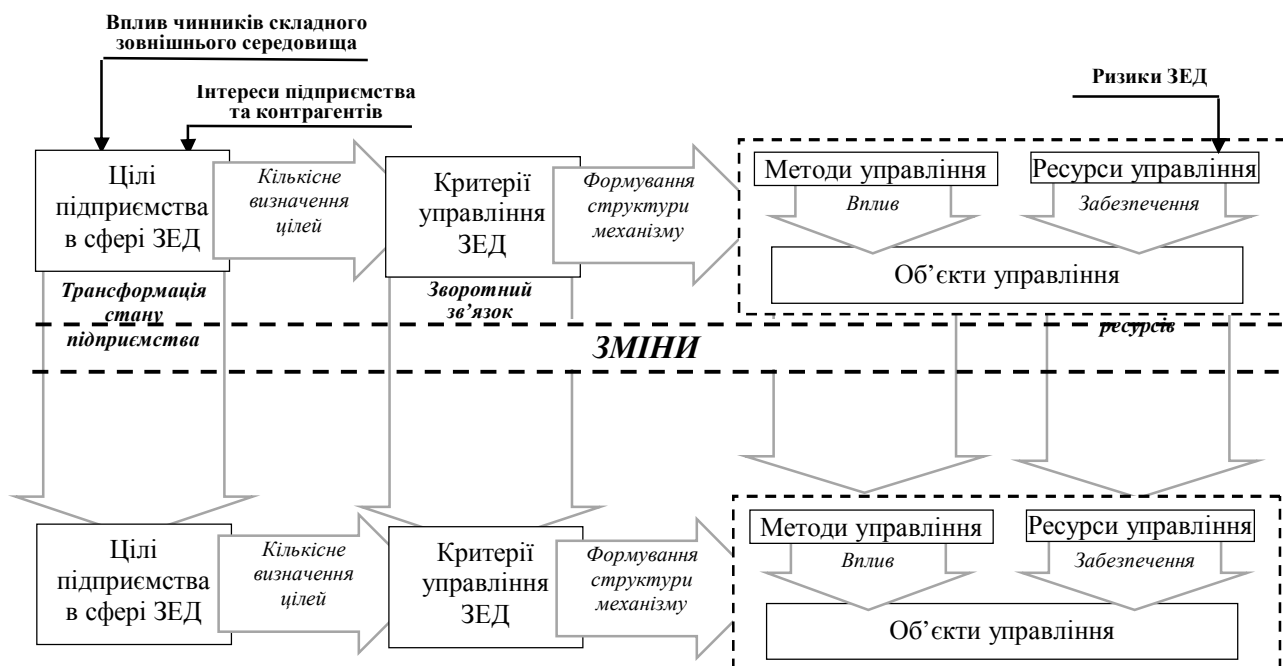 Вплив чинників складного
зовнішнього середовища
Інтереси підприємства
та контрагентів
Ризики ЗЕД
Цілі
підприємства
в сфері ЗЕД
Кількісне
визначення
цілей
Критерії
управління
ЗЕД
Формування
структури
механізму
Методи управління
Ресурси управління
Вплив
Забезпечення
Об’єкти управління
Трансформація
стану
підприємства
Зворотний
зв’язок
ресурсів
ЗМІНИ
Цілі
підприємства
в сфері ЗЕД
Кількісне
визначення
цілей
Критерії
управління
ЗЕД
Формування
структури
механізму
Методи управління
Ресурси управління
Вплив
Забезпечення
Об’єкти управління